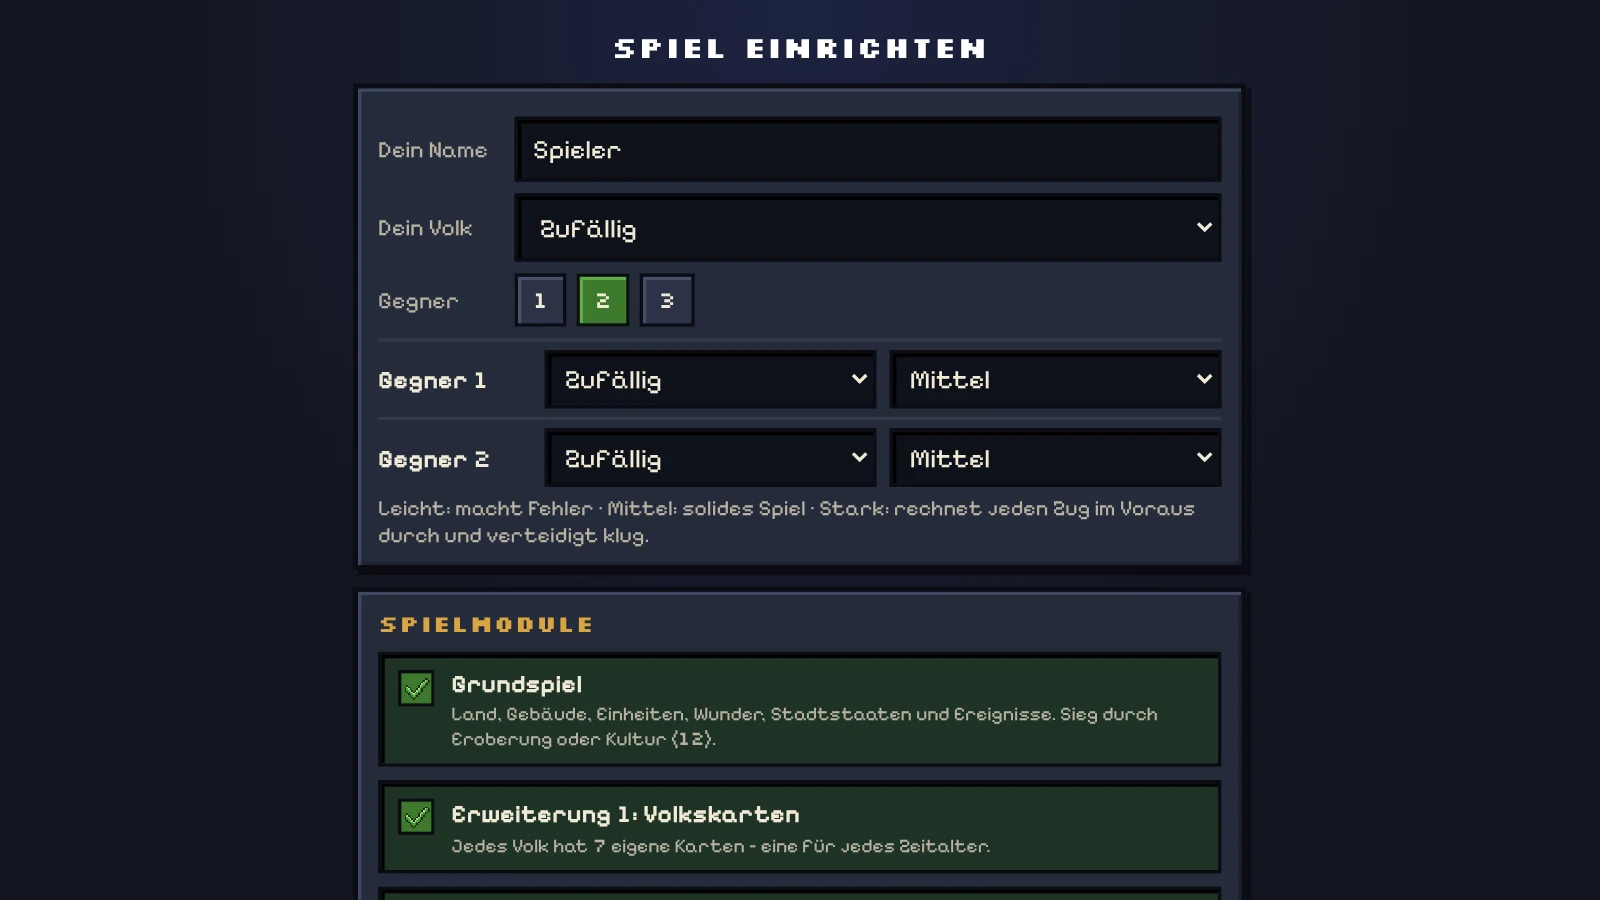 SPIEL EINRICHTEN
Dein Name
Spieler
Dein Volk
Zufällig
Gegner
1
2
3
Gegner 1
Zufällig
Mittel
Gegner 2
Zufällig
Mittel
Leicht: macht Fehler · Mittel: solides Spiel · Stark: rechnet jeden Zug im Voraus
durch und verteidigt klug.
SPIELMODULE
Grundspiel
Land, Gebäude, Einheiten, Wunder, Stadtstaaten und Ereignisse. Sieg durch
Eroberung oder Kultur (12).
Erweiterung 1: Volkskarten
Jedes Volk hat 7 eigene Karten - eine für jedes Zeitalter.